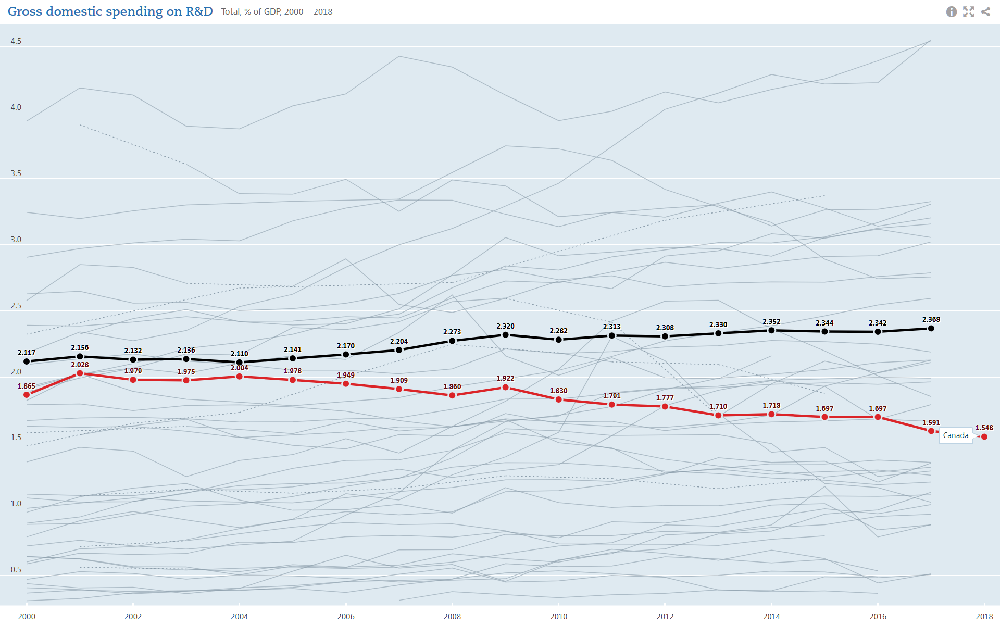 Gross domestic spending on R&D Total, % of GDP, 2000 – 2018
4.5
4.0
3.5
3.0
2.5
2.0
1.5
1.0
0.5
2.117 2.156 2.132 2.136 2.110 2.141 2.170 2.204 2.273 2.320 2.282 2.313 2.308 2.330 2.352 2.344 2.342 2.368
1.865 2.028 1.979 1.975 2.004 1.978 1.949 1.909 1.860 1.922 1.830 1.791 1.777 1.710 1.718 1.697 1.697 1.591 1.548
Canada
2000 2002 2004 2006 2008 2010 2012 2014 2016 2018